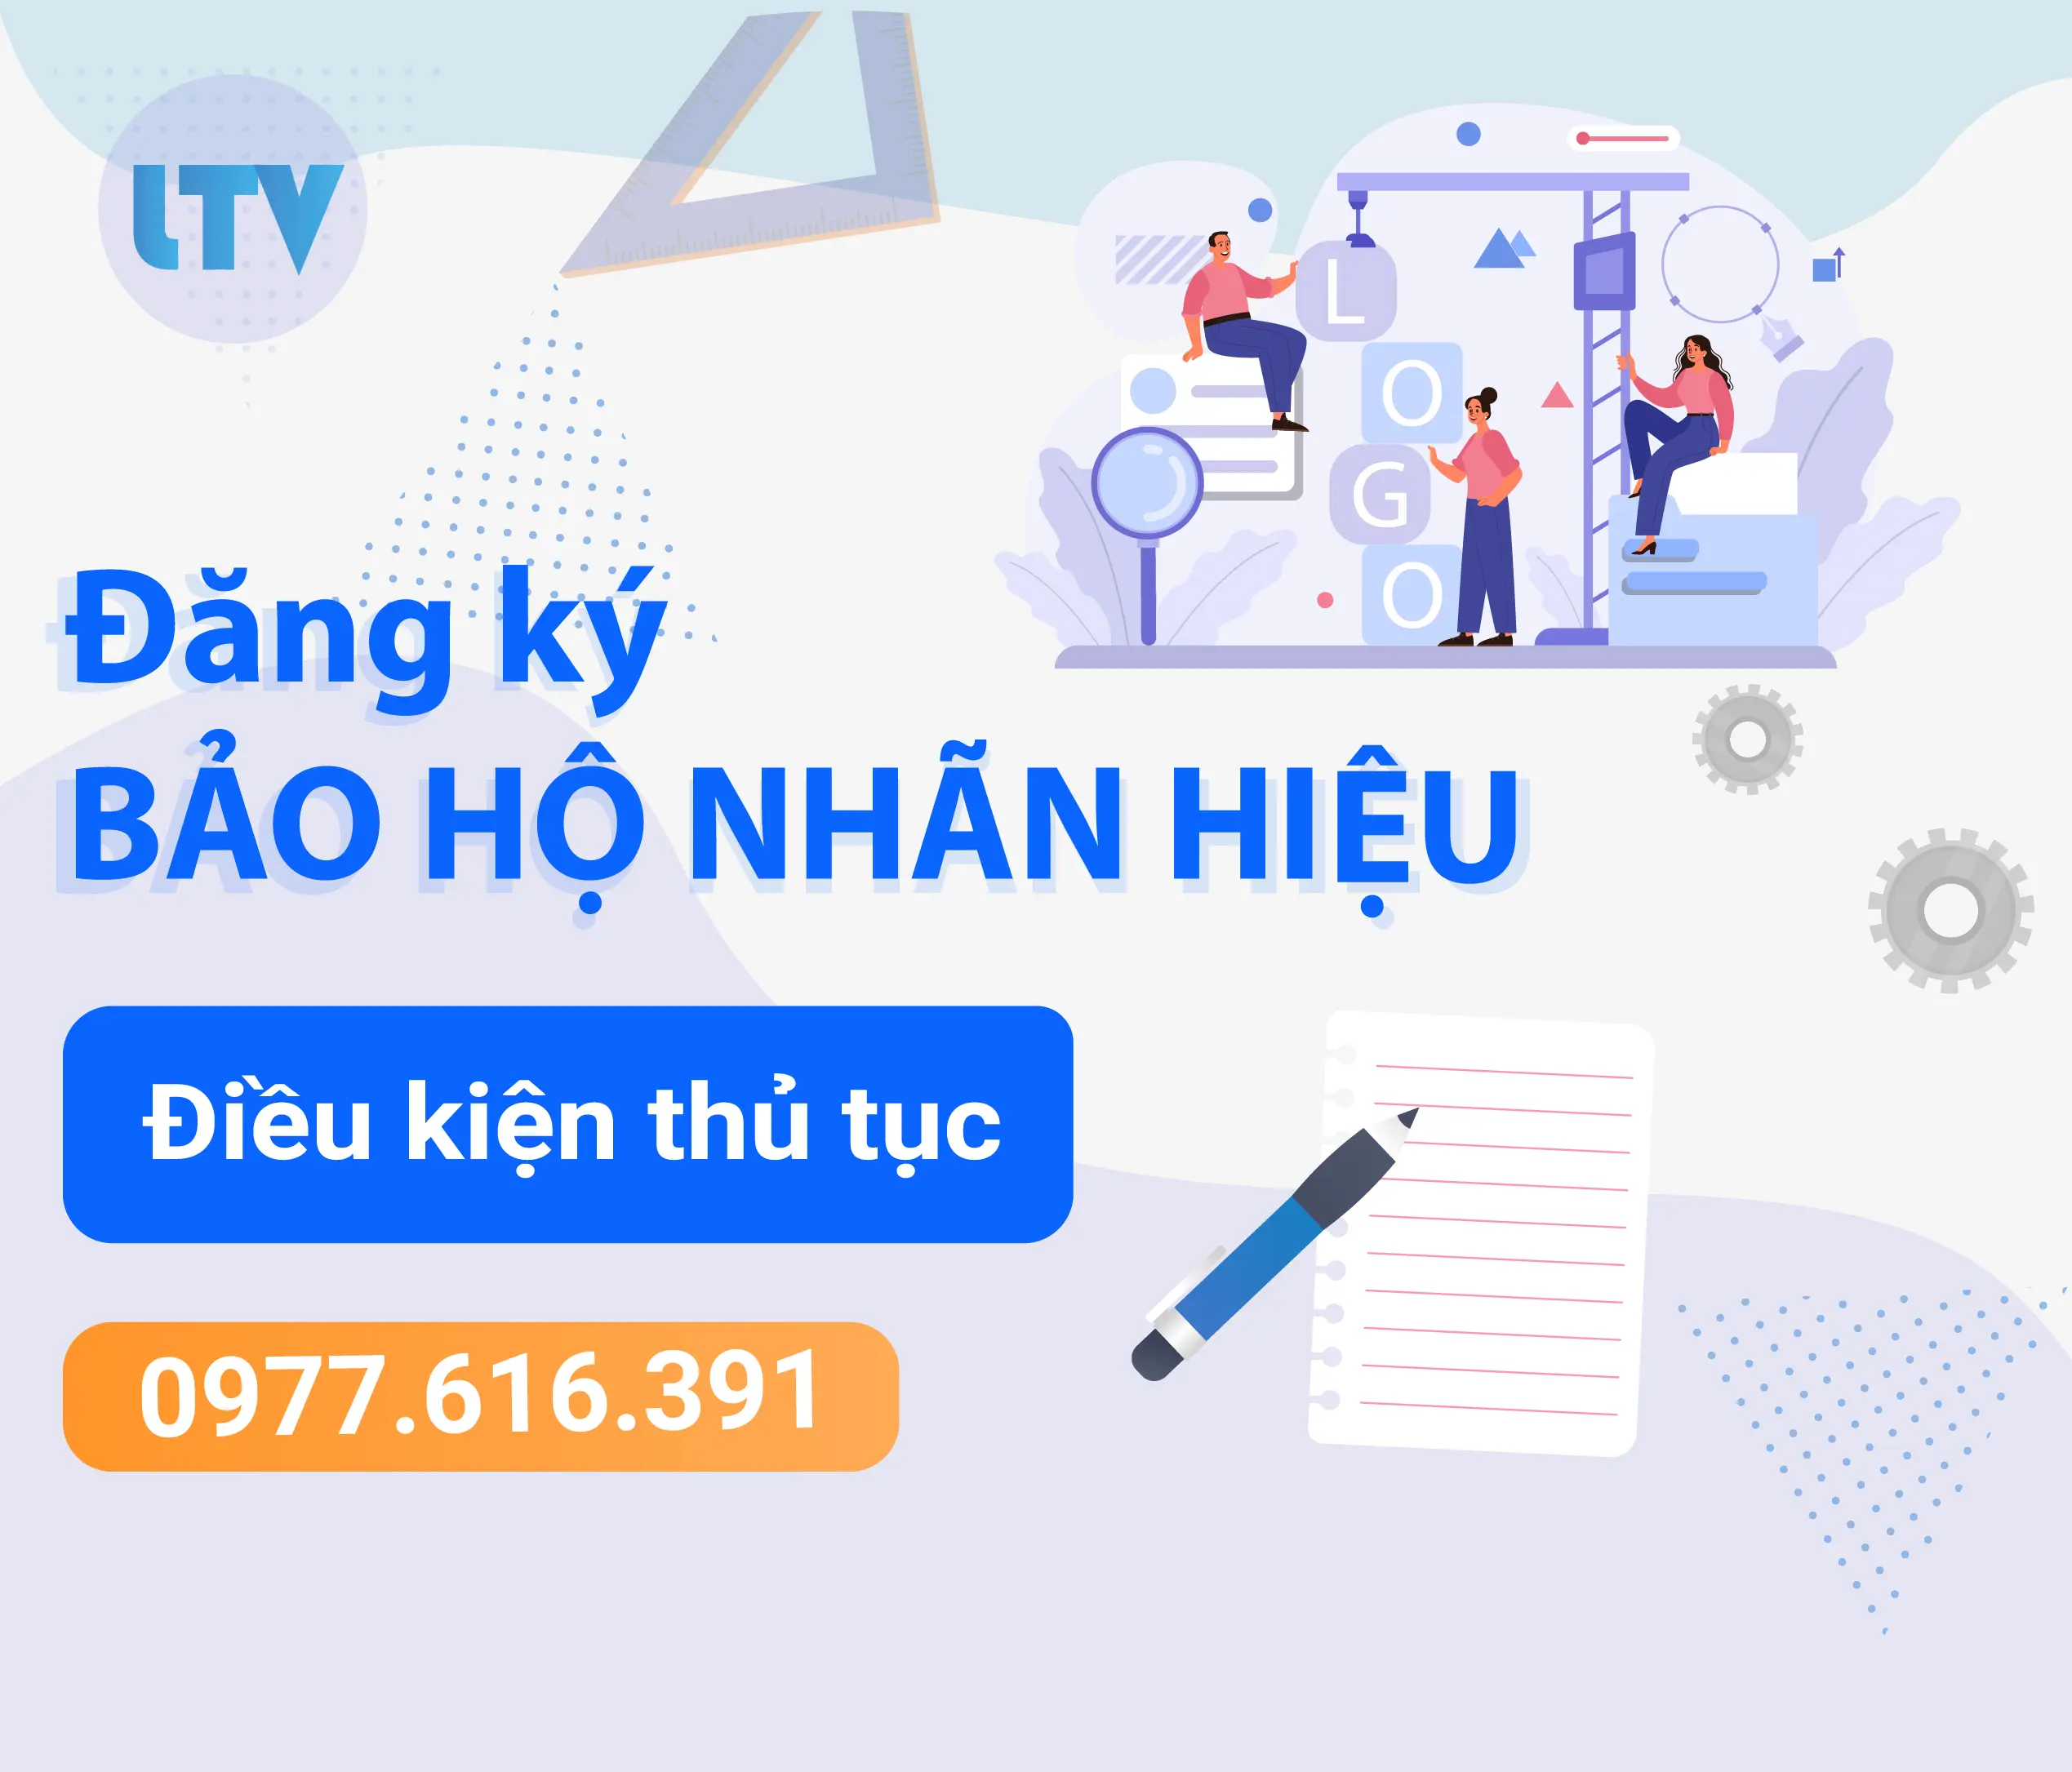 LTV
L
O
G
O
Đăng ký
BẢO HỘ NHÃN HIỆU
Điều kiện thủ tục
0977.616.391